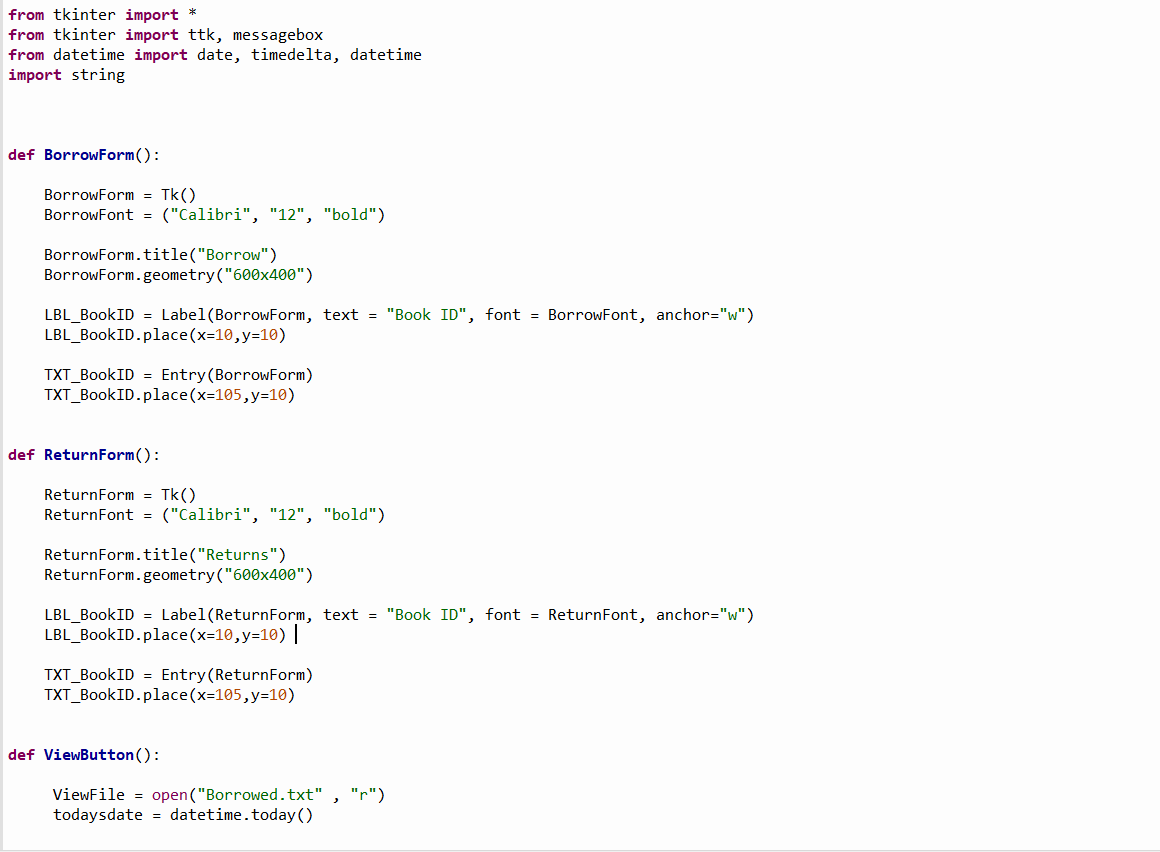 from tkinter import *
from tkinter import ttk, messagebox
from datetime import date, timedelta, datetime
import string
def BorrowForm():
    BorrowForm = Tk()
    BorrowFont = ("Calibri", "12", "bold")
    BorrowForm.title("Borrow")
    BorrowForm.geometry("600x400")
    LBL_BookID = Label(BorrowForm, text = "Book ID", font = BorrowFont, anchor="w")
    LBL_BookID.place(x=10,y=10)
    TXT_BookID = Entry(BorrowForm)
    TXT_BookID.place(x=105,y=10)
def ReturnForm():
    ReturnForm = Tk()
    ReturnFont = ("Calibri", "12", "bold")
    ReturnForm.title("Returns")
    ReturnForm.geometry("600x400")
    LBL_BookID = Label(ReturnForm, text = "Book ID", font = ReturnFont, anchor="w")
    LBL_BookID.place(x=10,y=10)
    TXT_BookID = Entry(ReturnForm)
    TXT_BookID.place(x=105,y=10)
def ViewButton():
     ViewFile = open("Borrowed.txt" , "r")
     todaysdate = datetime.today()